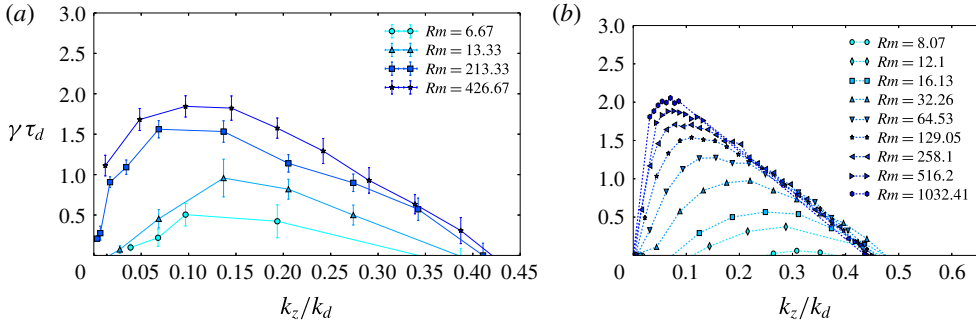 (a)
3.0
2.5
2.0
1.5
1.0
0.5
γτ_d
0 0.05 0.10 0.15 0.20 0.25 0.30 0.35 0.40 0.45
k_z/k_d
Rm = 6.67
Rm = 13.33
Rm = 213.33
Rm = 426.67
(b)
3.0
2.5
2.0
1.5
1.0
0.5
0 0.1 0.2 0.3 0.4 0.5 0.6
k_z/k_d
Rm = 8.07
Rm = 12.1
Rm = 16.13
Rm = 32.26
Rm = 64.53
Rm = 129.05
Rm = 258.1
Rm = 516.2
Rm = 1032.41